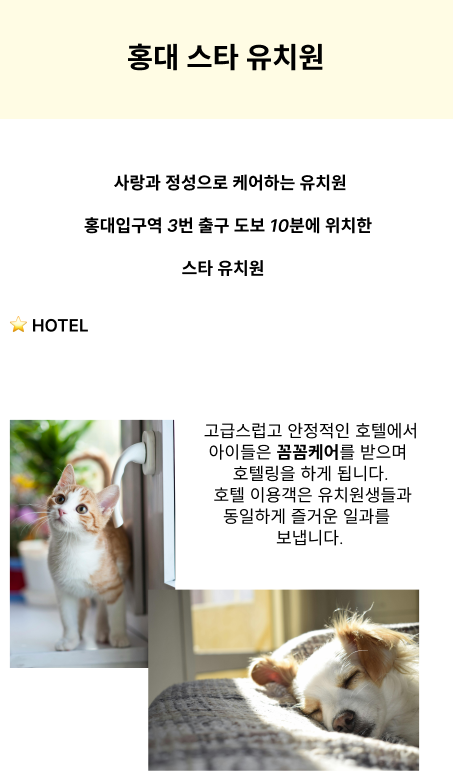 홍대 스타 유치원
사랑과 정성으로 케어하는 유치원
홍대입구역 3번 출구 도보 10분에 위치한
스타 유치원
⭐ HOTEL
고급스럽고 안정적인 호텔에서
아이들은 꼼꼼케어를 받으며
호텔링을 하게 됩니다.
호텔 이용객은 유치원생들과
동일하게 즐거운 일과를
보냅니다.